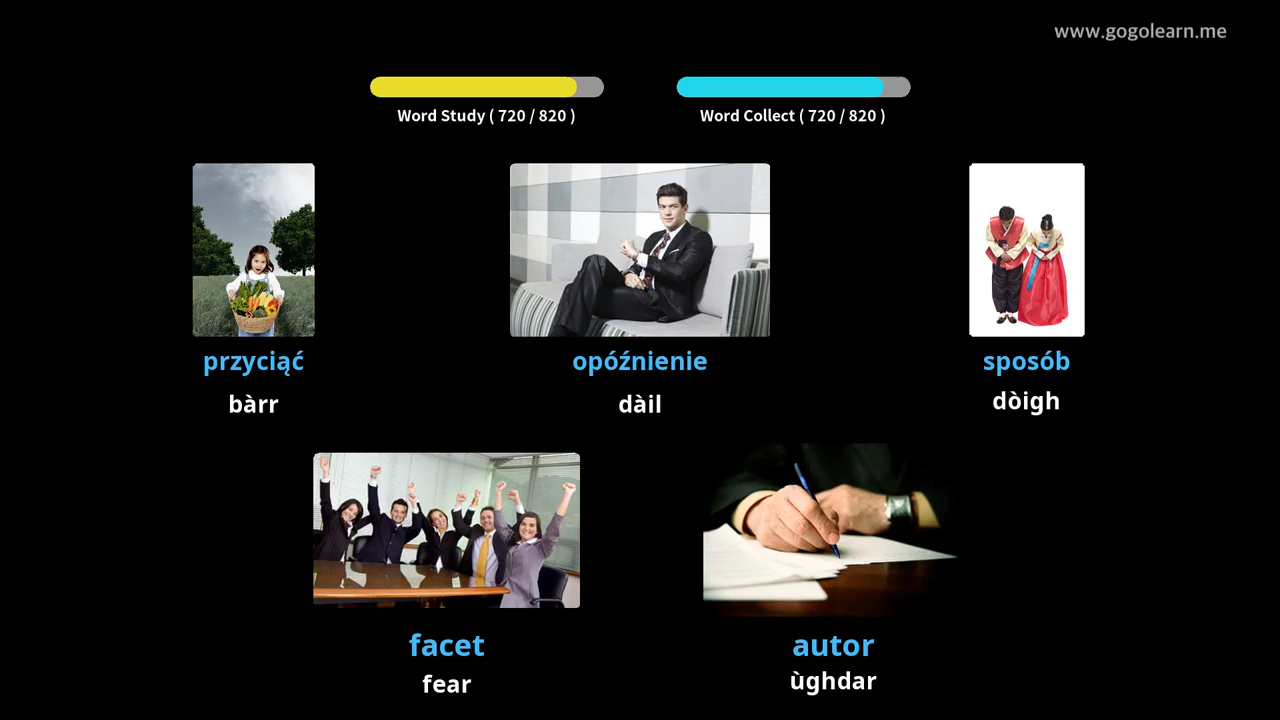 www.gogolearn.me
Word Study ( 720 / 820 )
Word Collect ( 720 / 820 )
przyciąć
opóźnienie
sposób
bàrr
dàil
dòigh
facet
autor
fear
ùghdar